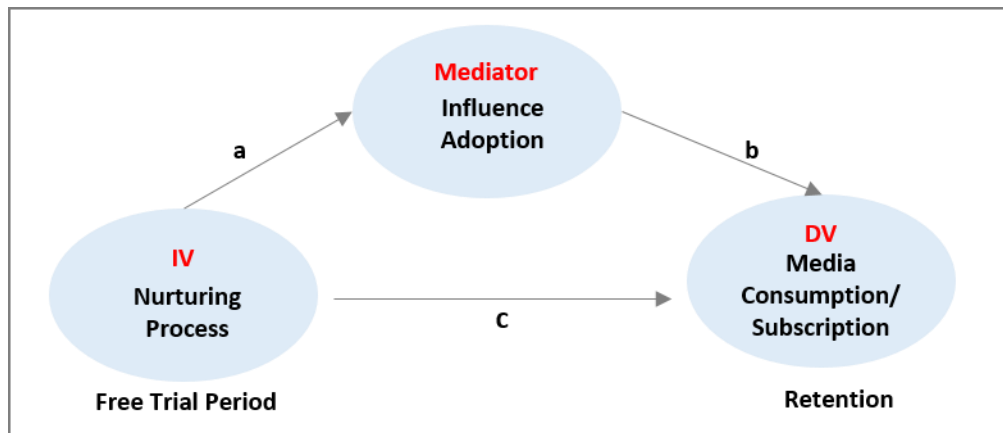 Mediator
Influence
Adoption
a
b
IV
Nurturing
Process
C
DV
Media
Consumption/
Subscription
Free Trial Period
Retention